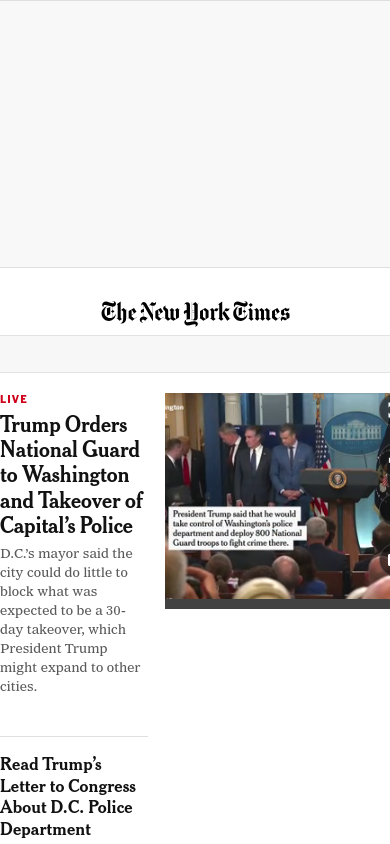 The New York Times
LIVE
Trump Orders
National Guard
to Washington
and Takeover of
Capital's Police
D.C.'s mayor said the
city could do little to
block what was
expected to be a 30-
day takeover, which
President Trump
might expand to other
cities.
ngton
President Trump said that he would
take control of Washington's police
department and deploy 800 National
Guard troops to fight crime there.
Read Trump's
Letter to Congress
About D.C. Police
Department